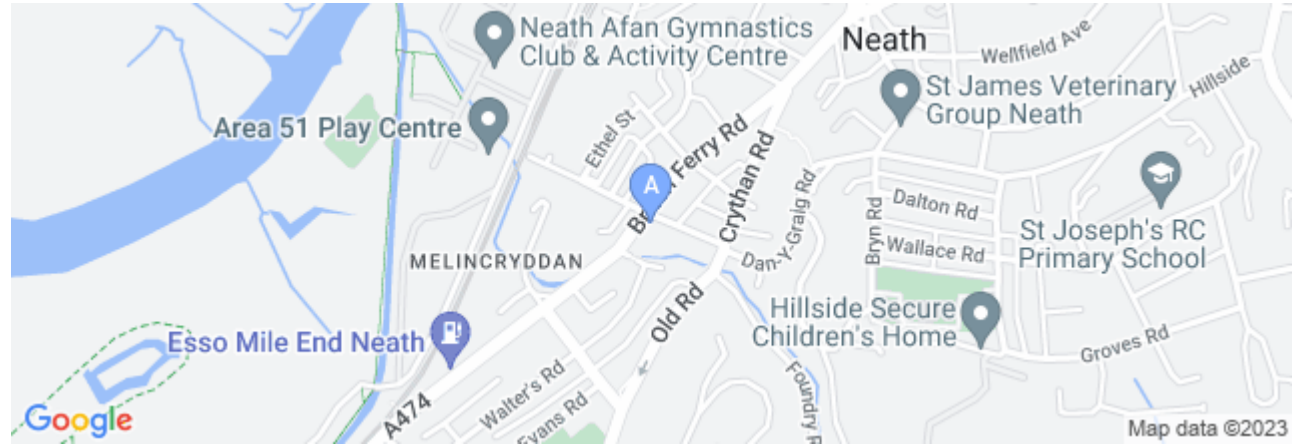 Neath Afan Gymnastics
Club & Activity Centre
Neath
Wellfield Ave
Hillside
St James Veterinary
Group Neath
Area 51 Play Centre
Ethel St
Ferry Rd
A
Crythan Rd
Dan-Y-Graig Rd
Bryn Rd
Dalton Rd
Wallace Rd
St Joseph's RC
Primary School
MELINCRYDDAN
Old Rd
Hillside Secure
Children's Home
Groves Rd
Esso Mile End Neath
Walter's Rd
Evans Rd
Foundry R
A474
Google
Map data ©2023